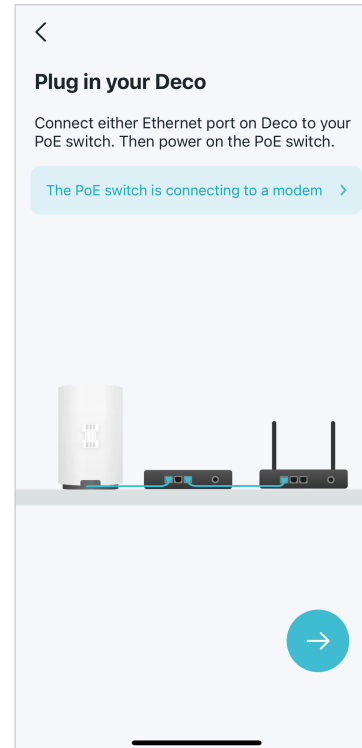 Plug in your Deco
Connect either Ethernet port on Deco to your
PoE switch. Then power on the PoE switch.
The PoE switch is connecting to a modem